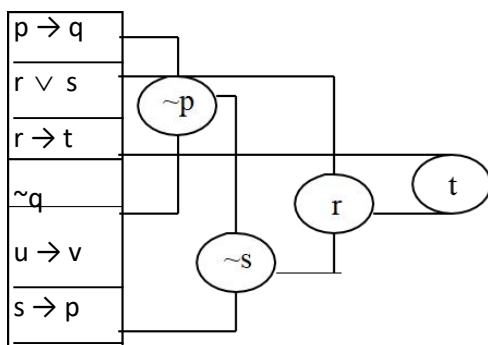 p → q
r ∨ s
r → t
~q
u → v
s → p
~p
~s
r
t